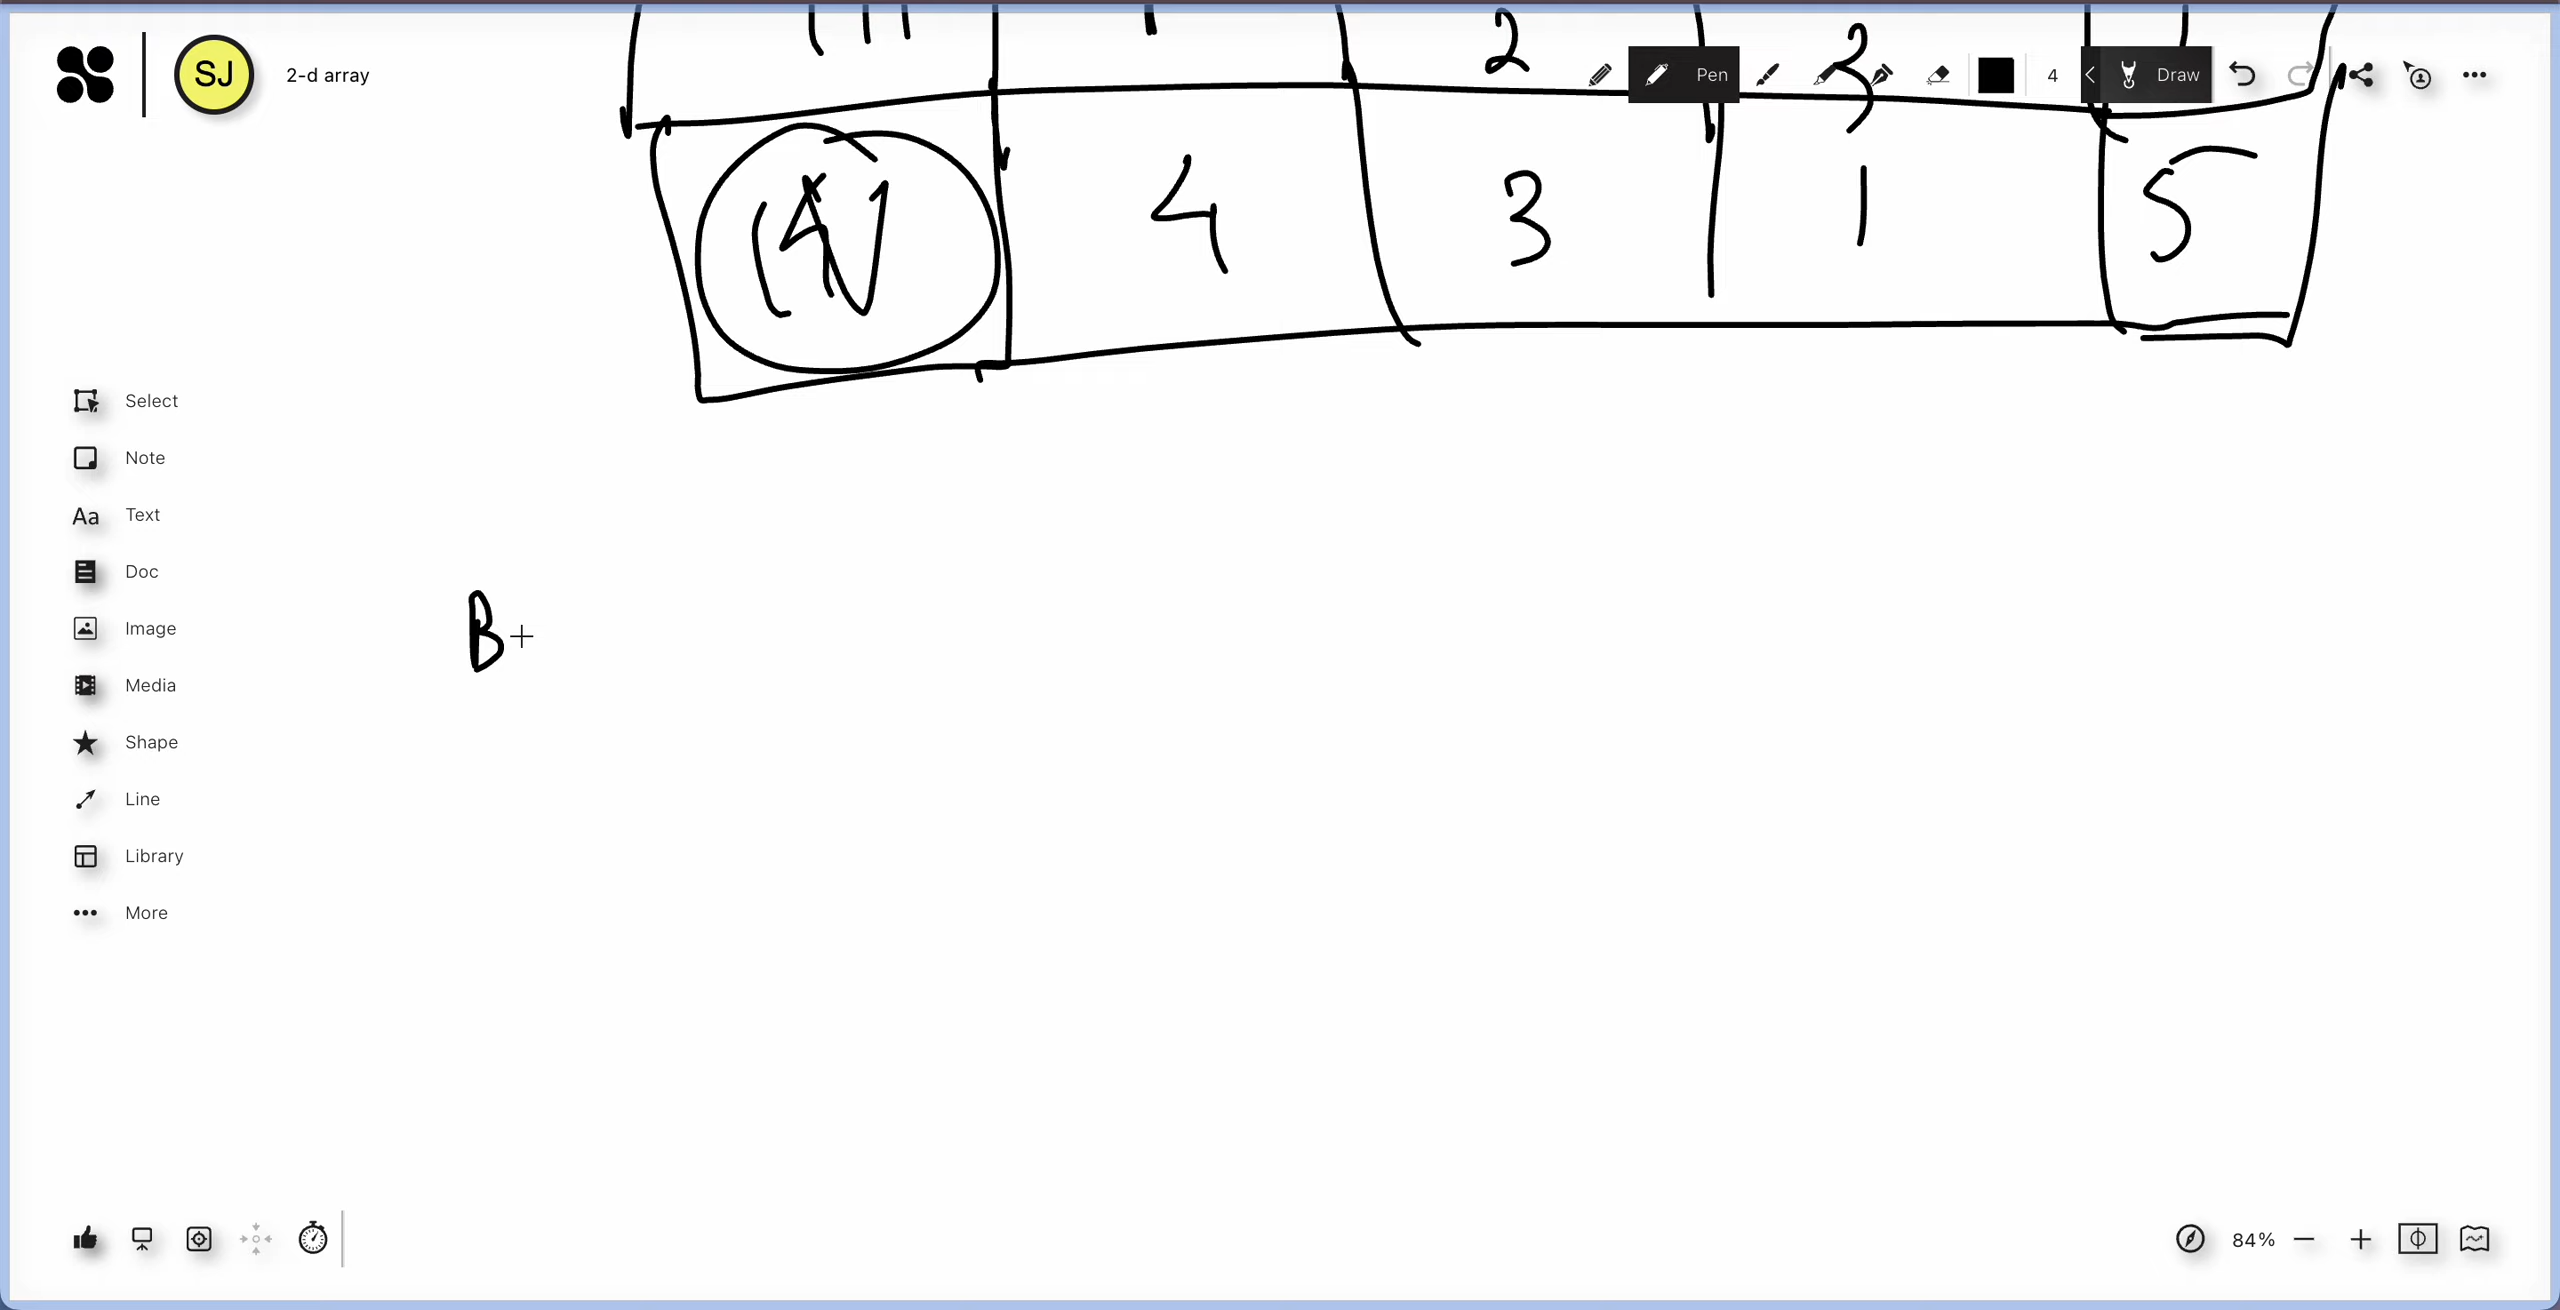 SJ 2-d array Pen 4 Draw
2 3
4 3 1 5
Select
Note
Text
Doc
Image
B
Media
Shape
Line
Library
More
84%